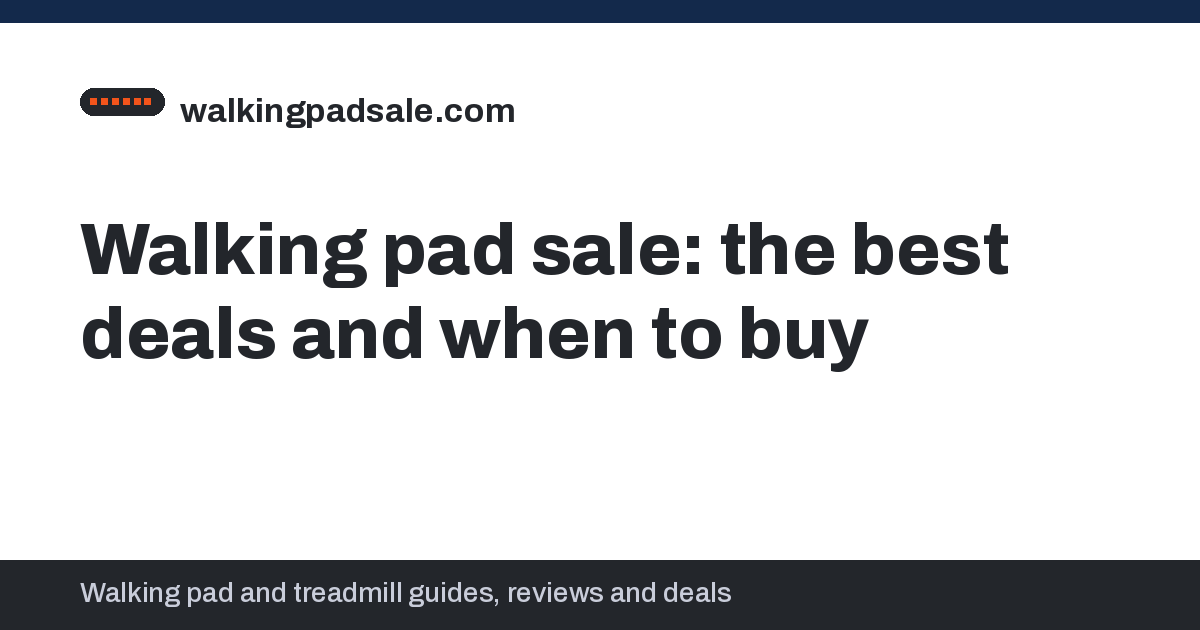 walkingpadsale.com
Walking pad sale: the best
deals and when to buy
Walking pad and treadmill guides, reviews and deals